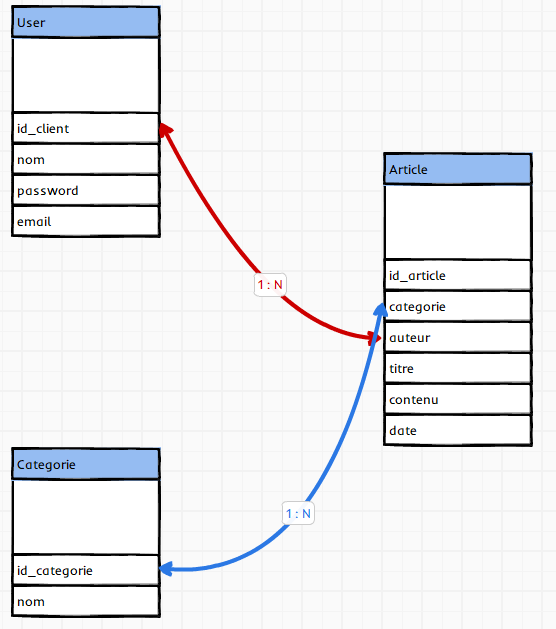 User
id_client
nom
password
email
1 : N
Article
id_article
categorie
auteur
titre
contenu
date
Categorie
id_categorie
nom
1 : N